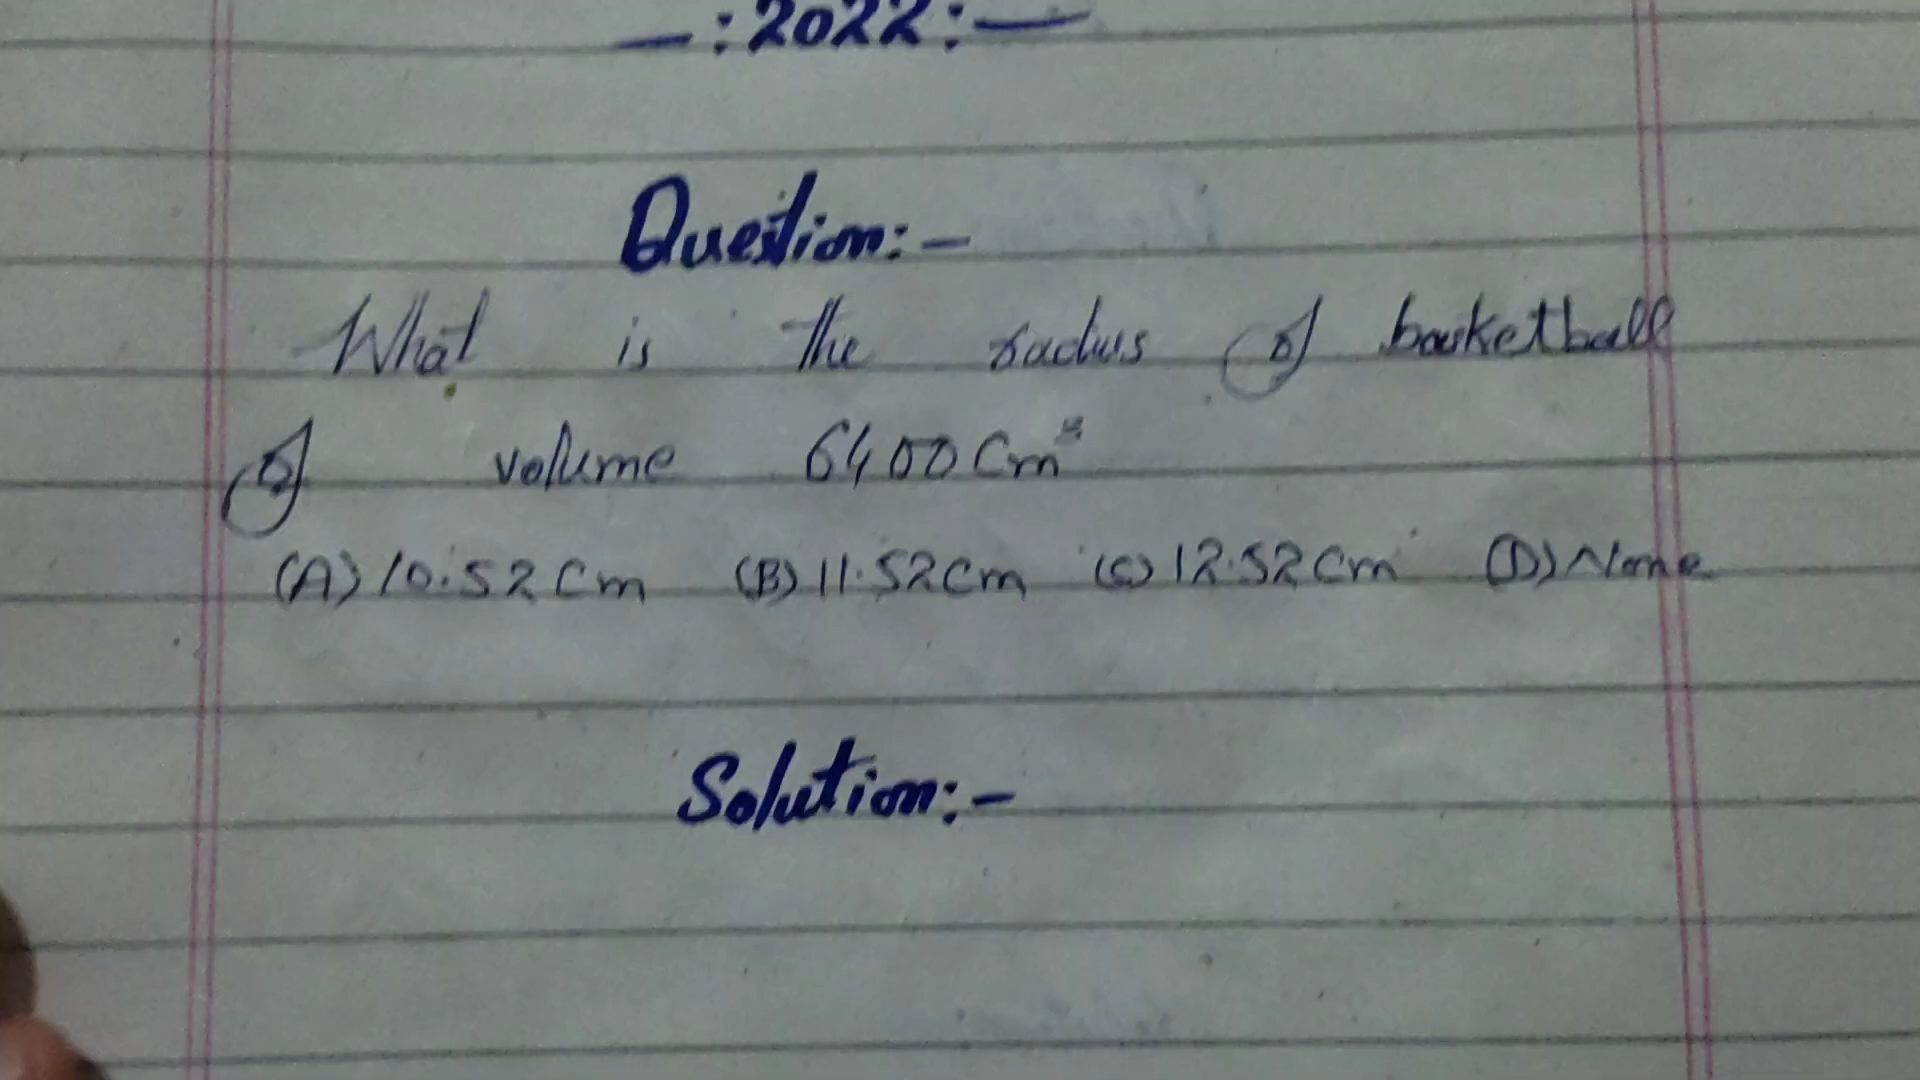 —:2022:—
Question:-
What is the radius of basketball
of volume 6400 Cm³
(A) 10.52 Cm (B) 11.52 Cm (C) 12.52 Cm (D) None
Solution:-